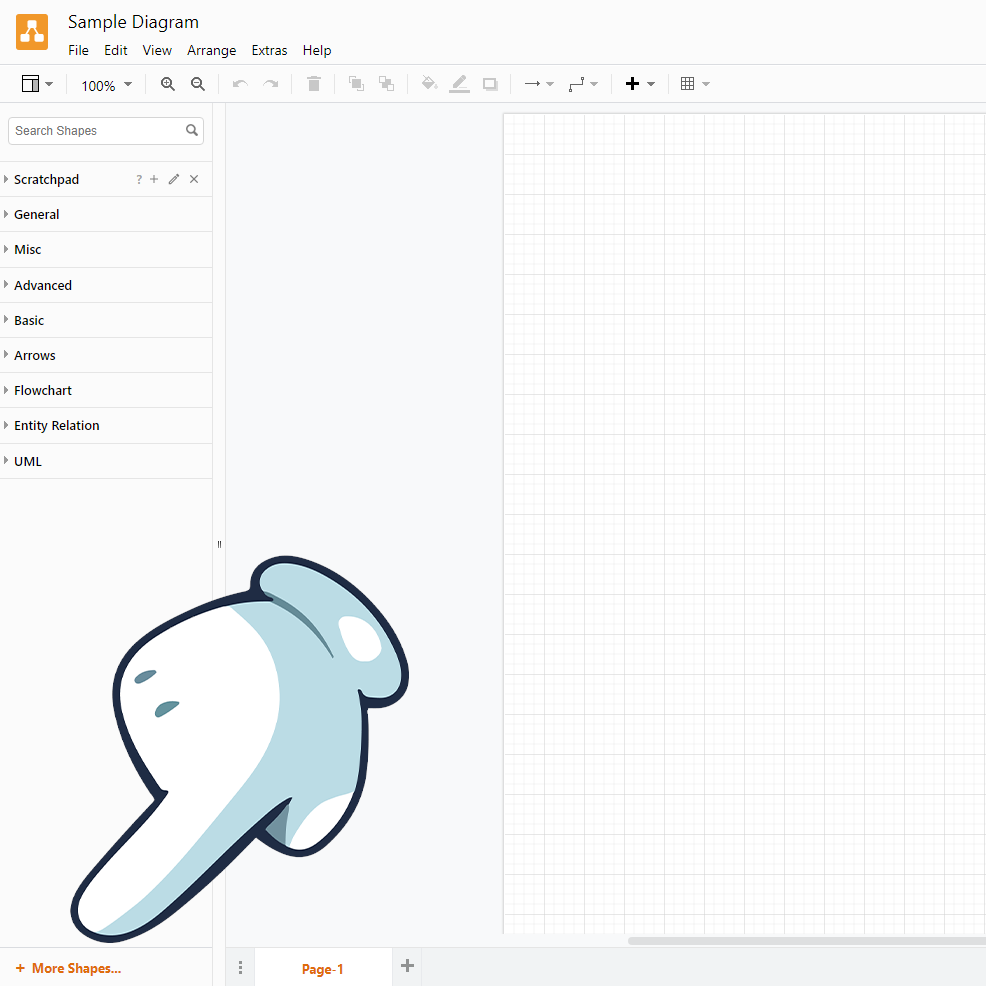 Sample Diagram
File Edit View Arrange Extras Help
100%
Search Shapes
Scratchpad ?
General
Misc
Advanced
Basic
Arrows
Flowchart
Entity Relation
UML
+ More Shapes...
Page-1